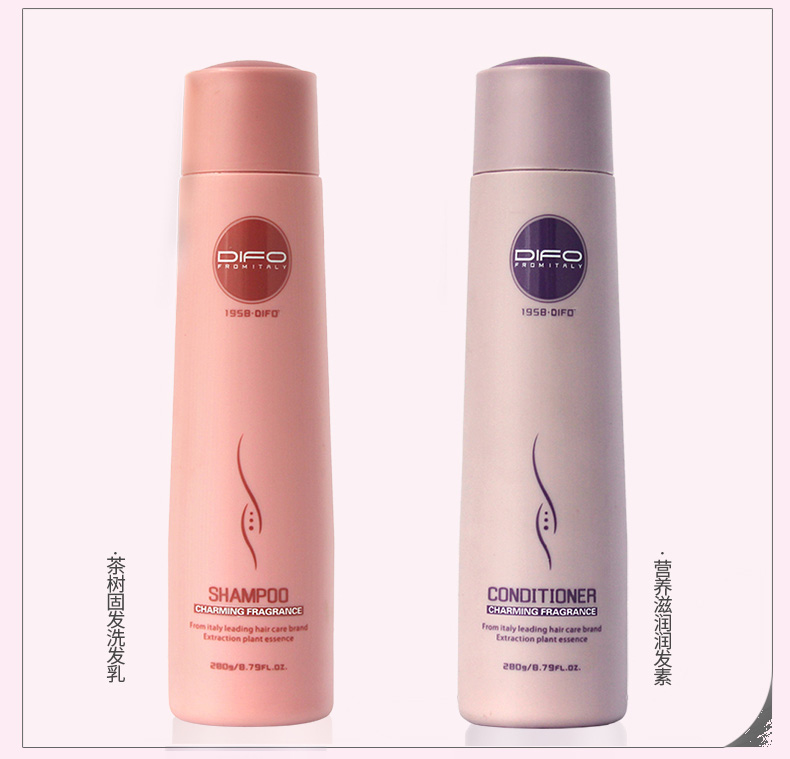 DIFO
FROMITALY
1958·DIFO
SHAMPOO
CHARMING FRAGRANCE
From italy leading hair care brand
Extraction plant essence
280g/8.79FL.OZ.
·茶树固发洗发乳
DIFO
FROMITALY
1958·DIFO
CONDITIONER
CHARMING FRAGRANCE
From italy leading hair care brand
Extraction plant essence
280g/8.79FL.OZ.
·营养滋润润发素